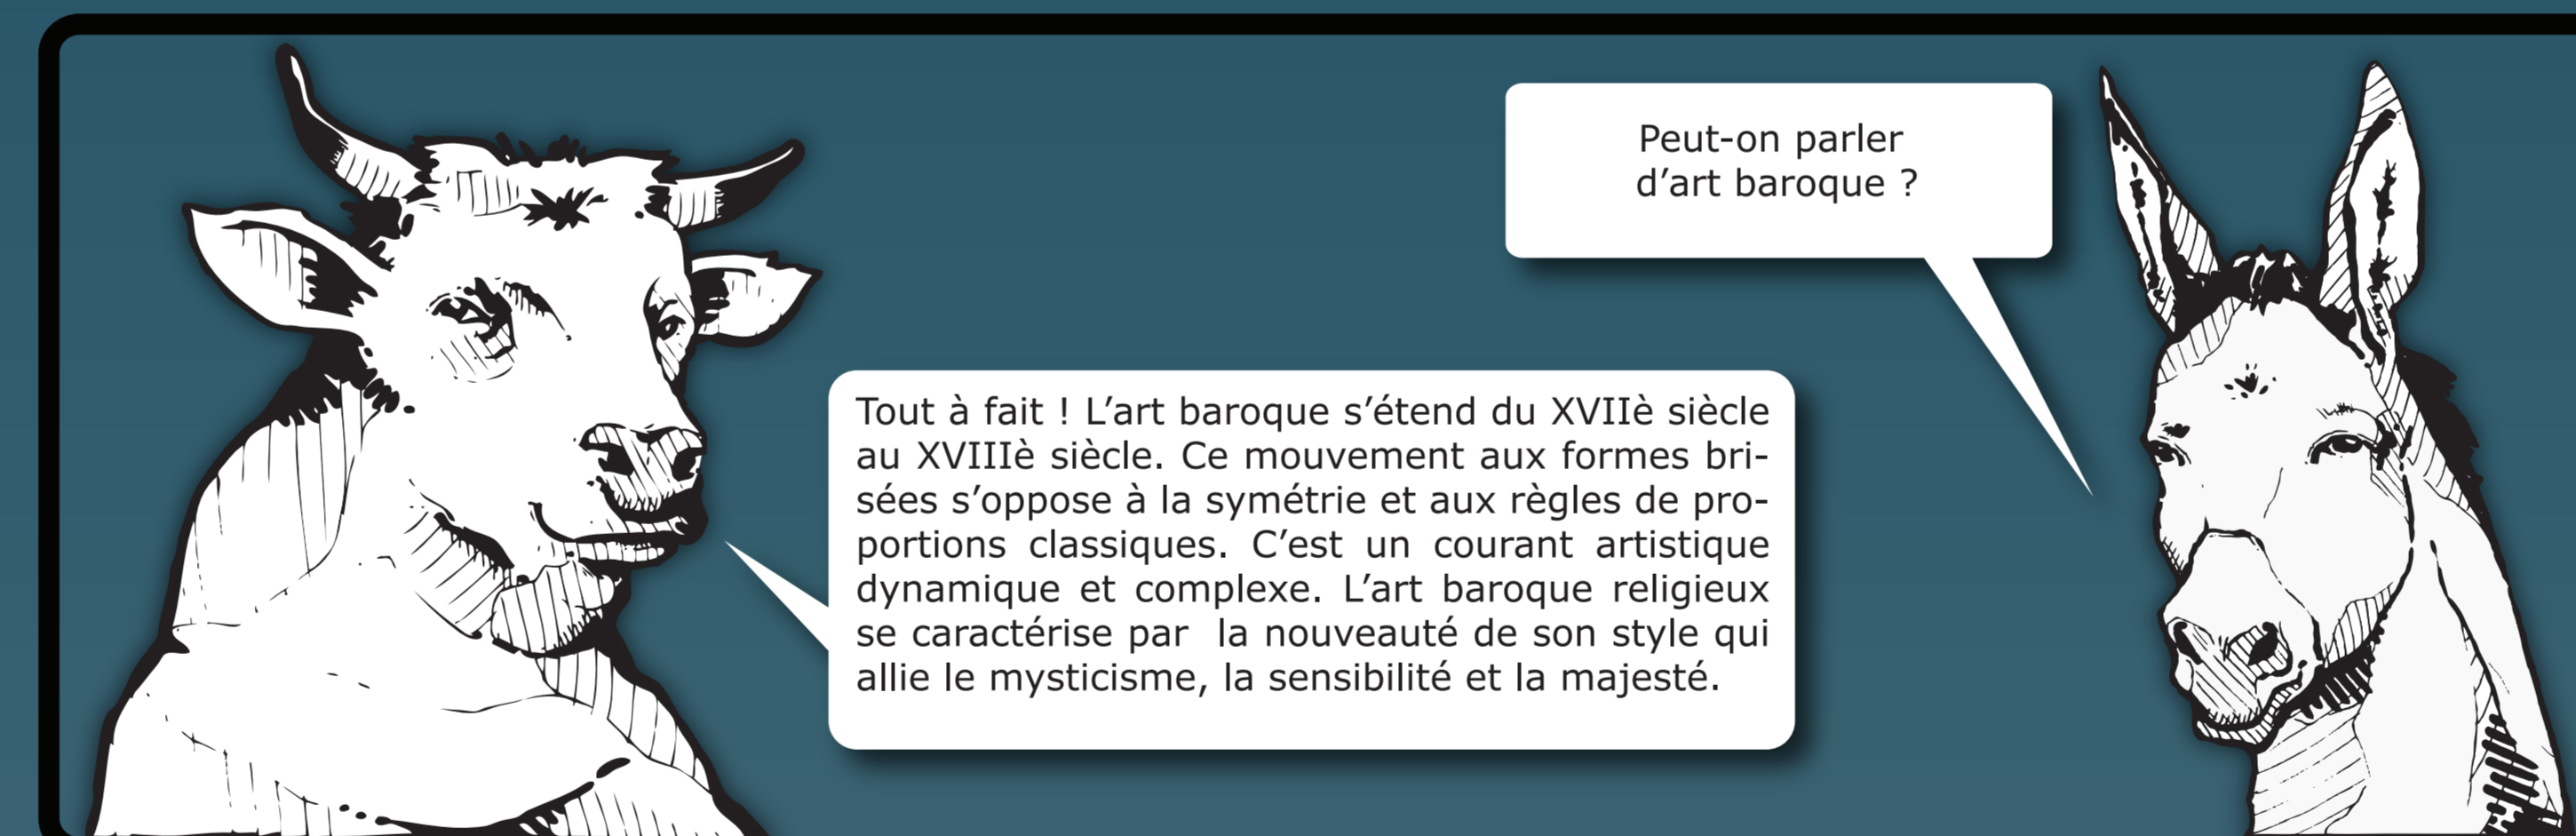 Peut-on parler
d’art baroque ?
Tout à fait ! L’art baroque s’étend du XVIIè siècle
au XVIIIè siècle. Ce mouvement aux formes bri-
sées s’oppose à la symétrie et aux règles de pro-
portions classiques. C’est un courant artistique
dynamique et complexe. L’art baroque religieux
se caractérise par  la nouveauté de son style qui
allie le mysticisme, la sensibilité et la majesté.